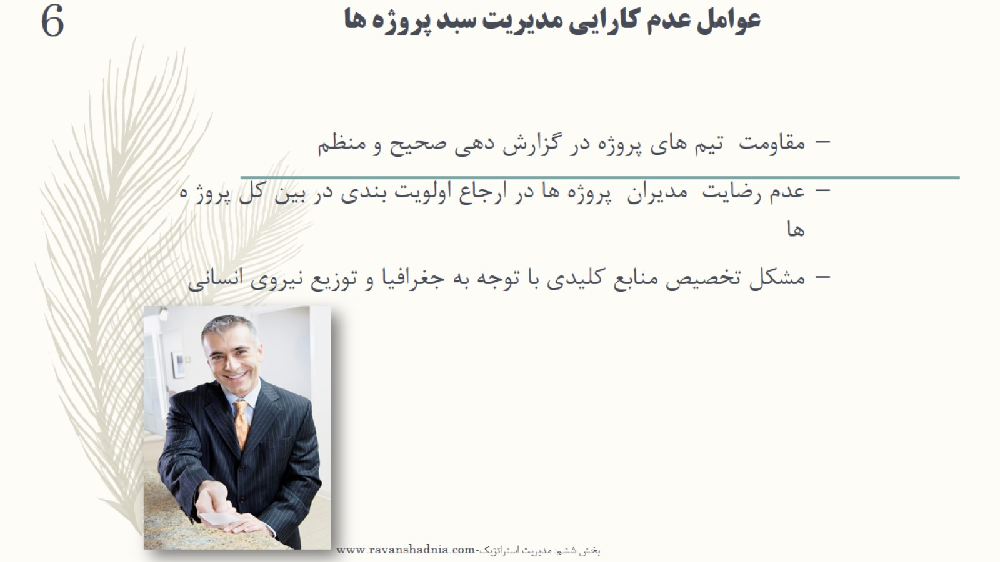 6
عوامل عدم کارایی مدیریت سبد پروژه ها
– مقاومت تیم های پروژه در گزارش دهی صحیح و منظم
– عدم رضایت مدیران پروژه ها در ارجاع اولویت بندی در بین کل پروژ ه
ها
– مشکل تخصیص منابع کلیدی با توجه به جغرافیا و توزیع نیروی انسانی
بخش ششم: مدیریت استراتژیک-www.ravanshadnia.com